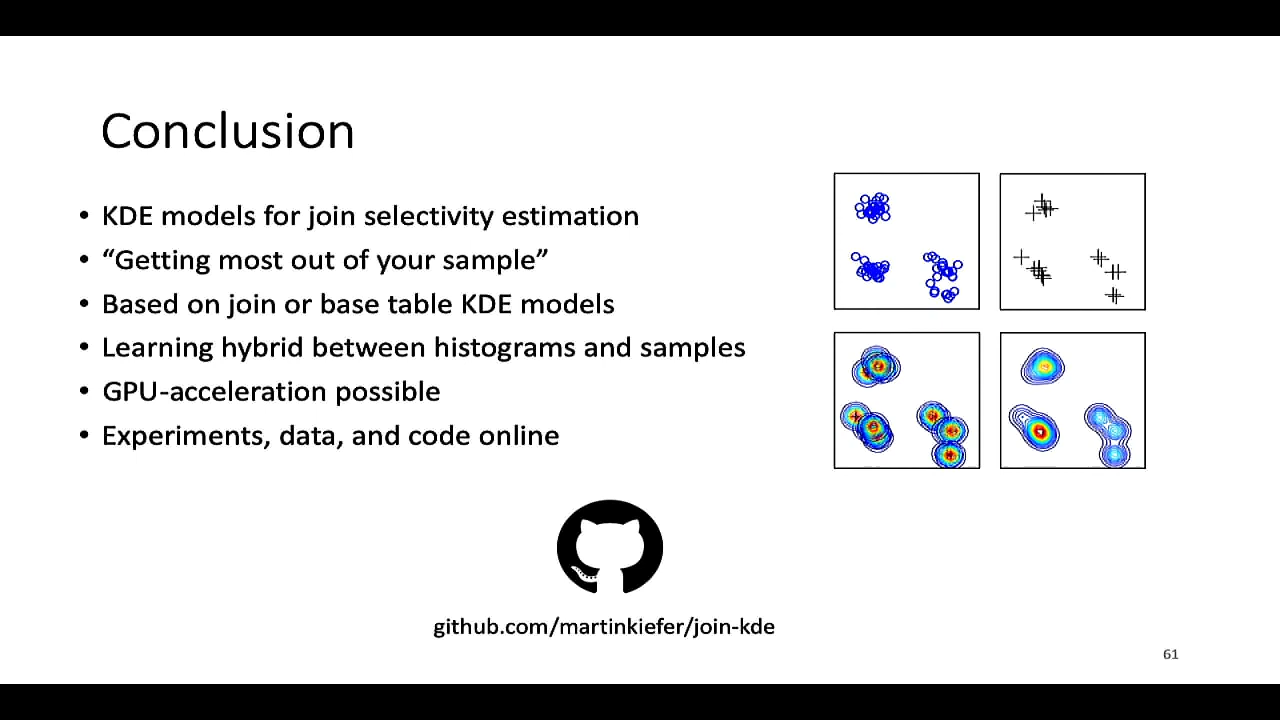 Conclusion
• KDE models for join selectivity estimation
• “Getting most out of your sample”
• Based on join or base table KDE models
• Learning hybrid between histograms and samples
• GPU-acceleration possible
• Experiments, data, and code online
github.com/martinkiefer/join-kde
61